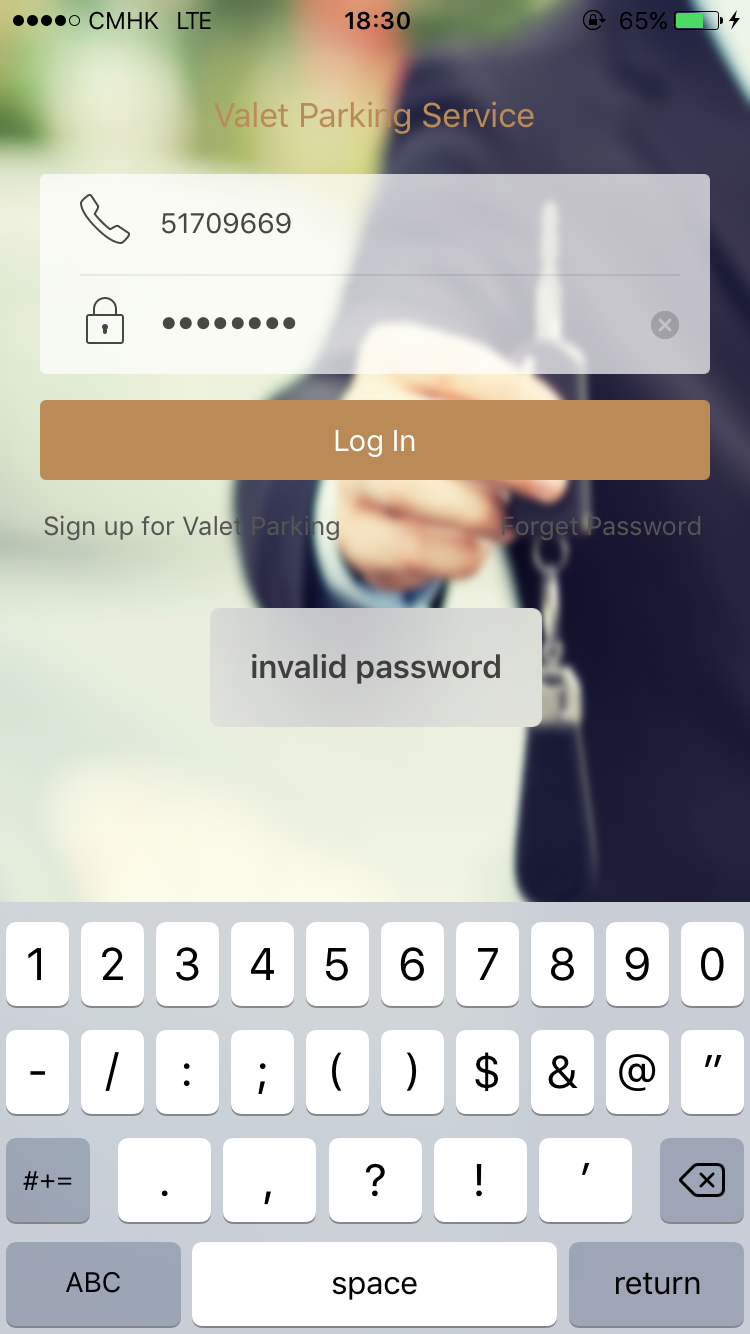 CMHK LTE 18:30 65%
Valet Parking Service
51709669
••••••••
Log In
Sign up for Valet Parking Forget Password
invalid password
1 2 3 4 5 6 7 8 9 0
- / : ; ( ) $ & @ "
#+= . , ? ! '
ABC space return